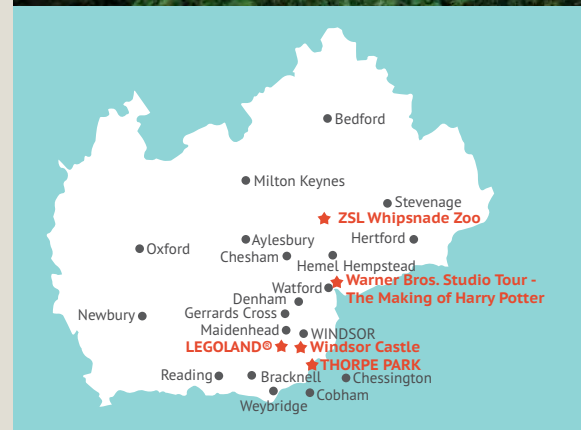 Bedford
Milton Keynes
Stevenage
ZSL Whipsnade Zoo
Aylesbury
Hertford
Oxford
Chesham
Hemel Hempstead
Warner Bros. Studio Tour -
The Making of Harry Potter
Watford
Denham
Newbury
Gerrards Cross
Maidenhead
WINDSOR
LEGOLAND®
Windsor Castle
THORPE PARK
Reading
Bracknell
Chessington
Cobham
Weybridge